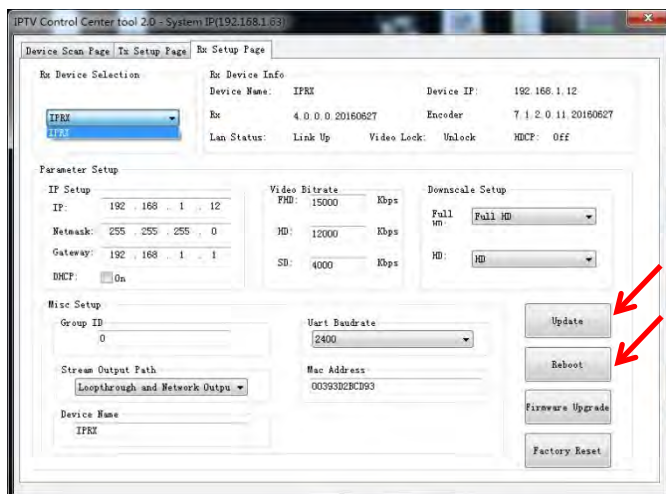 IPTV Control Center tool 2.0 - System IP(192.168.1.63)
Device Scan Page Tx Setup Page Rx Setup Page
Rx Device Selection
IPRX
IPRX
Rx Device Info
Device Name: IPRX Device IP: 192.168.1.12
Rx 4.0.0.0.20160627 Encoder 7.1.2.0.11.20160627
Lan Status: Link Up Video Lock: Unlock HDCP: Off
Parameter Setup
IP Setup
IP: 192 . 168 . 1 . 12
Netmask: 255 . 255 . 255 . 0
Gateway: 192 . 168 . 1 . 1
DHCP: On
Video Bitrate
FHD: 15000 Kbps
HD: 12000 Kbps
SD: 4000 Kbps
Downscale Setup
Full HD: Full HD
HD: HD
Misc Setup
Group ID
0
Stream Output Path
Loopthrough and Network Outpu
Device Name
IPRX
Uart Baudrate
2400
Mac Address
00393D2BCD93
Update
Reboot
Firmware Upgrade
Factory Reset